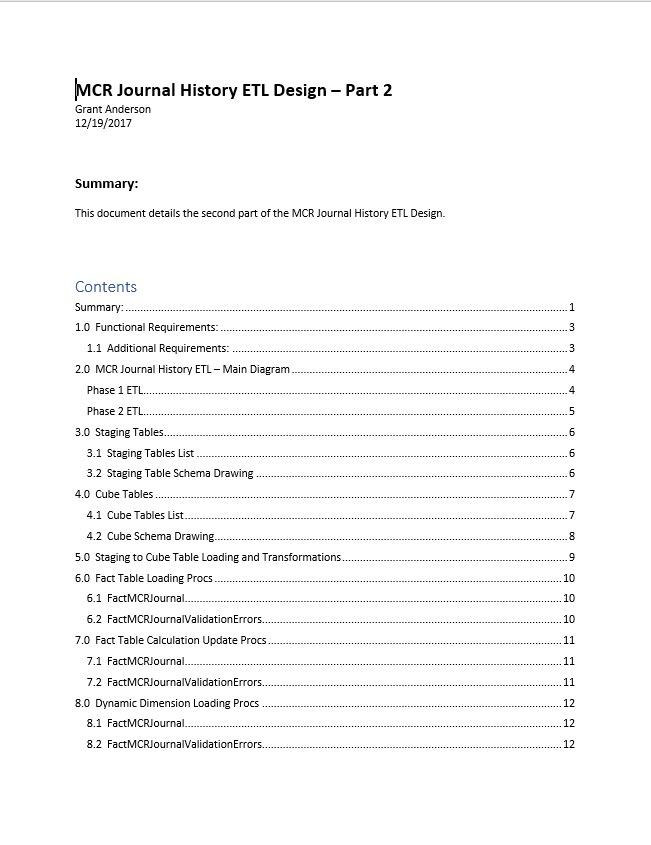 MCR Journal History ETL Design – Part 2
Grant Anderson
12/19/2017
Summary:
This document details the second part of the MCR Journal History ETL Design.
Contents
Summary: 1
1.0 Functional Requirements: 3
1.1 Additional Requirements: 3
2.0 MCR Journal History ETL – Main Diagram 4
Phase 1 ETL 4
Phase 2 ETL 5
3.0 Staging Tables 6
3.1 Staging Tables List 6
3.2 Staging Table Schema Drawing 6
4.0 Cube Tables 7
4.1 Cube Tables List 7
4.2 Cube Schema Drawing 8
5.0 Staging to Cube Table Loading and Transformations 9
6.0 Fact Table Loading Procs 10
6.1 FactMCRJournal 10
6.2 FactMCRJournalValidationErrors 10
7.0 Fact Table Calculation Update Procs 11
7.1 FactMCRJournal 11
7.2 FactMCRJournalValidationErrors 11
8.0 Dynamic Dimension Loading Procs 12
8.1 FactMCRJournal 12
8.2 FactMCRJournalValidationErrors 12